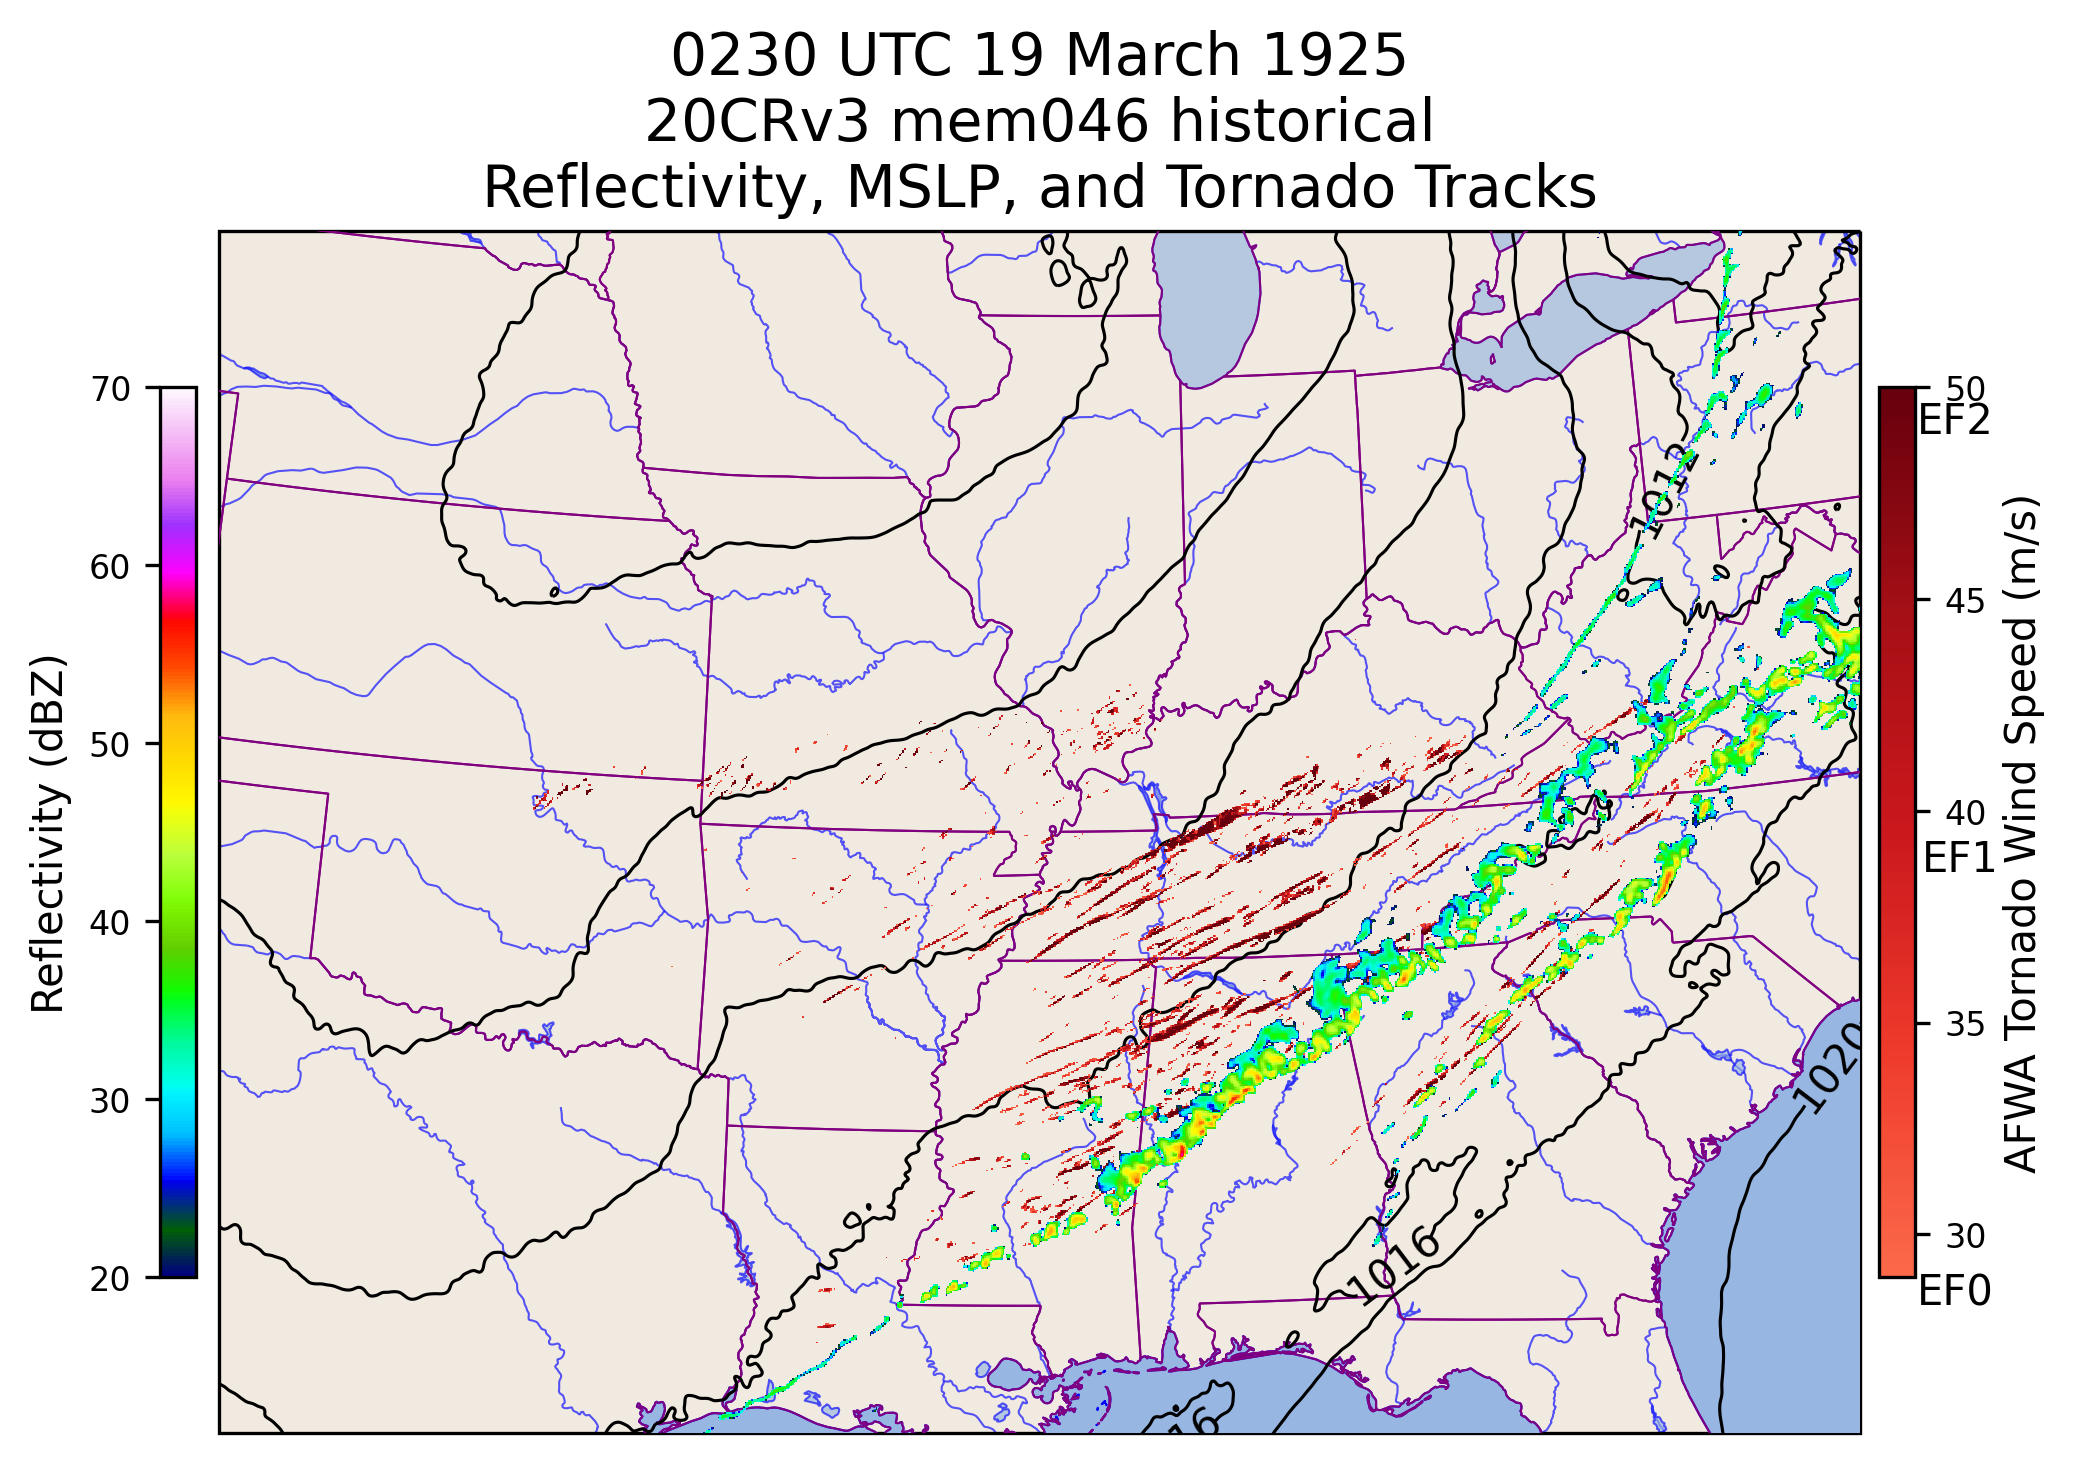 0230 UTC 19 March 1925
20CRv3 mem046 historical
Reflectivity, MSLP, and Tornado Tracks
Reflectivity (dBZ)
70
60
50
40
30
20
1012
1016
1020
16
50
EF2
45
40
EF1
35
30
EF0
AFWA Tornado Wind Speed (m/s)